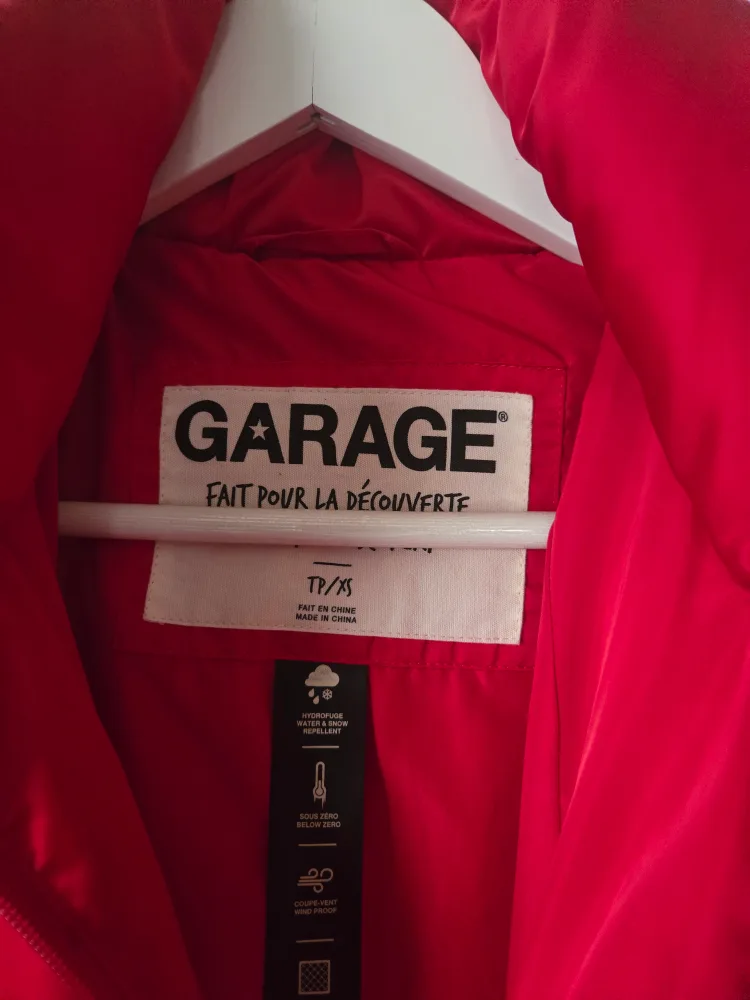 GARAGE®
FAIT POUR LA DÉCOUVERTE
TP/XS
FAIT EN CHINE
MADE IN CHINA
HYDROFUGE
WATER & SNOW
REPELLENT
SOUS ZÉRO
BELOW ZERO
COUPE-VENT
WIND PROOF